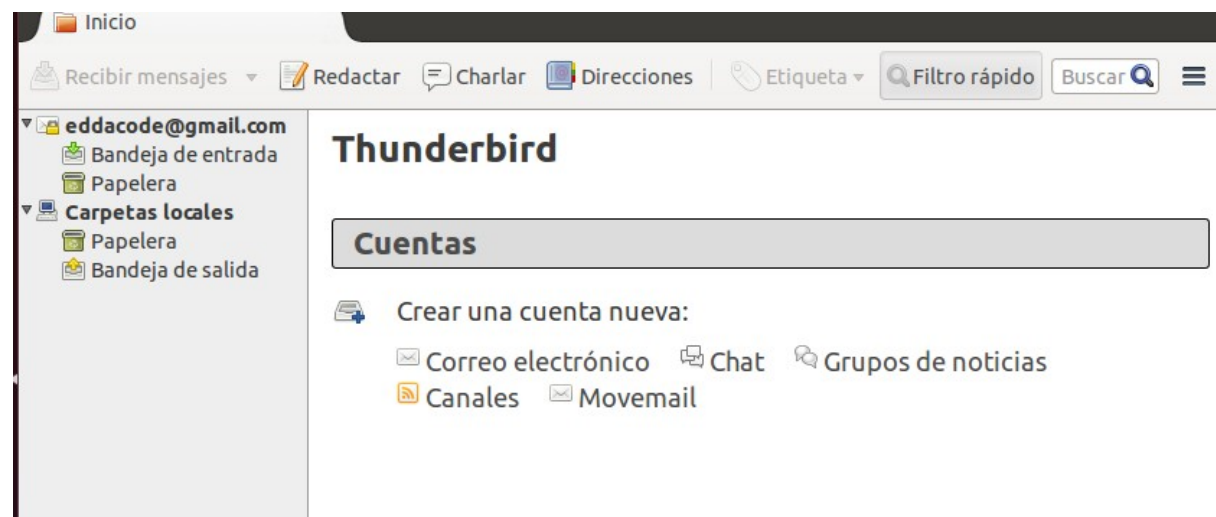 Inicio
Recibir mensajes Redactar Charlar Direcciones Etiqueta Filtro rápido Buscar
eddacode@gmail.com
Bandeja de entrada
Papelera
Carpetas locales
Papelera
Bandeja de salida
Thunderbird
Cuentas
Crear una cuenta nueva:
Correo electrónico Chat Grupos de noticias
Canales Movemail